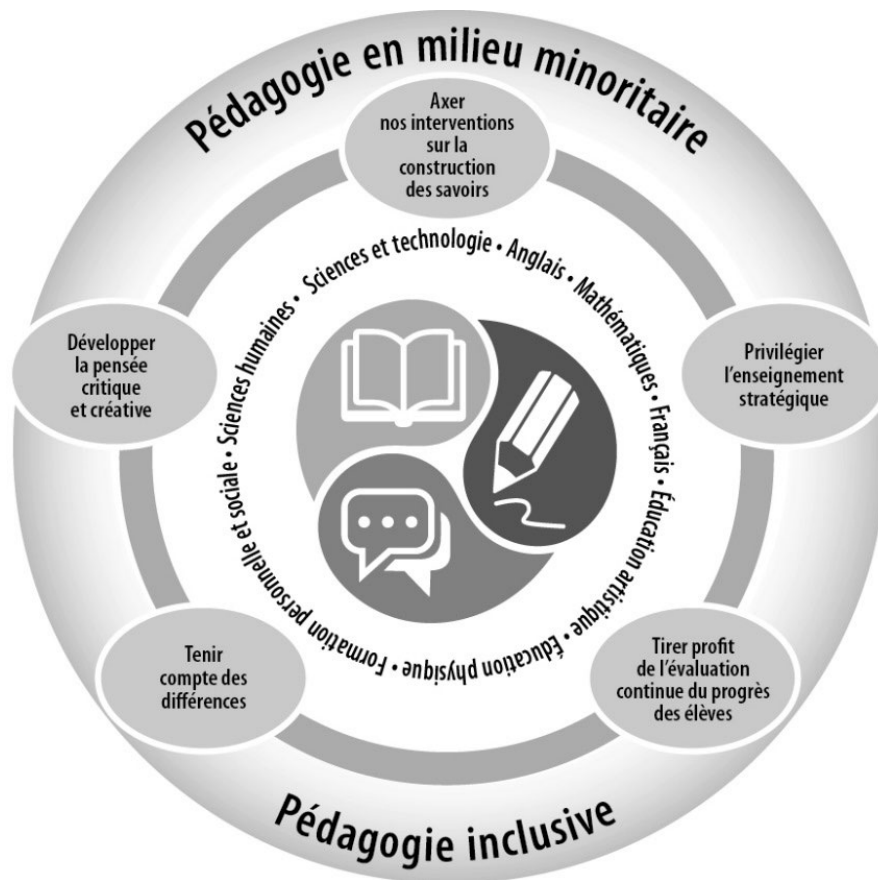 Pédagogie en milieu minoritaire
Axer
nos interventions
sur la
construction
des savoirs
Privilégier
l'enseignement
stratégique
Tirer profit
de l'évaluation
continue du progrès
des élèves
Tenir
compte des
différences
Développer
la pensée
critique
et créative
Formation personnelle et sociale • Sciences humaines • Sciences et technologie • Anglais • Mathématiques • Français • Éducation artistique • Éducation physique •
Pédagogie inclusive